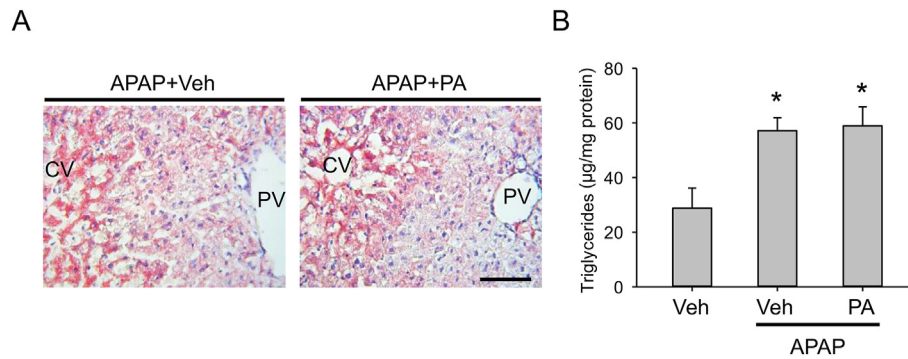 A
APAP+Veh
APAP+PA
CV
PV
CV
PV
B
Triglycerides (µg/mg protein)
80
60
40
20
0
*
*
Veh
Veh
PA
APAP